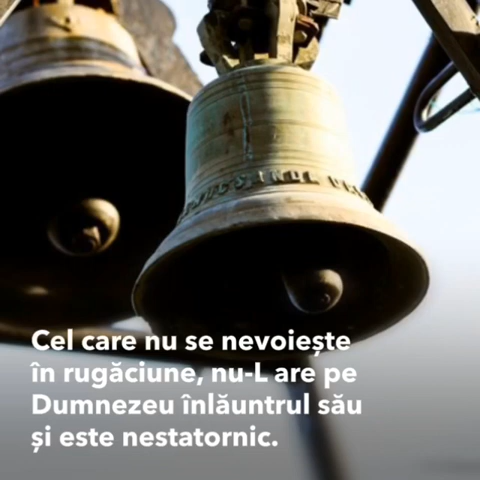 Cel care nu se nevoiește
în rugăciune, nu-L are pe
Dumnezeu înlăuntrul său
și este nestatornic.